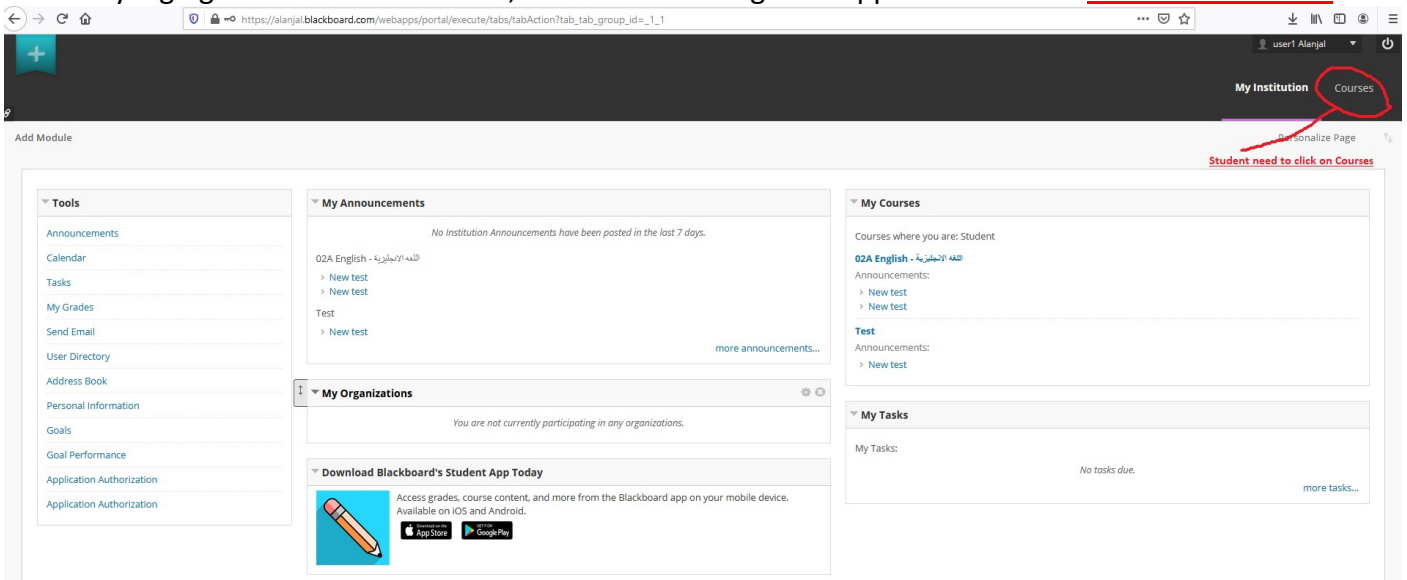 https://alanjal.blackboard.com/webapps/portal/execute/tabs/tabAction?tab_tab_group_id=_1_1
user1 Alanjal
My Institution
Courses
Add Module
Personalize Page
Student need to click on Courses
Tools
Announcements
Calendar
Tasks
My Grades
Send Email
User Directory
Address Book
Personal Information
Goals
Goal Performance
Application Authorization
Application Authorization
My Announcements
No Institution Announcements have been posted in the last 7 days.
02A English - اللغه الانجليزية
> New test
> New test
Test
> New test
more announcements...
My Organizations
You are not currently participating in any organizations.
Download Blackboard's Student App Today
Access grades, course content, and more from the Blackboard app on your mobile device.
Available on iOS and Android.
Download on the
App Store
GET IT ON
Google Play
My Courses
Courses where you are: Student
02A English - اللغه الانجليزية
Announcements:
> New test
> New test
Test
Announcements:
> New test
My Tasks
My Tasks:
No tasks due.
more tasks...